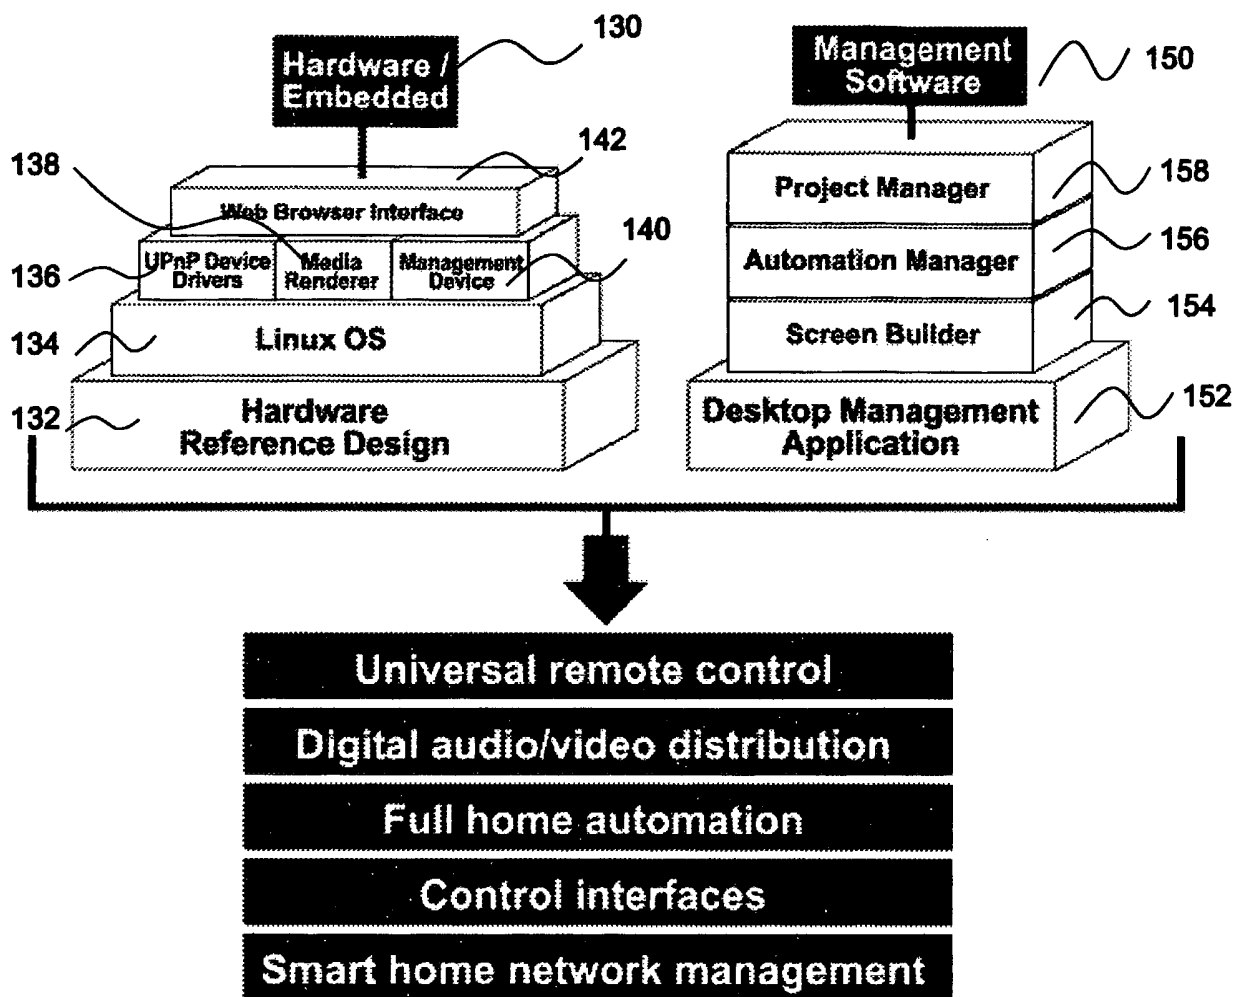 130
Hardware /
Embedded
Management
Software
150
138
142
Web Browser Interface
Project Manager
158
136
UPnP Device
Drivers
Media
Renderer
Management
Device
140
Automation Manager
156
134
Linux OS
Screen Builder
154
132
Hardware
Reference Design
Desktop Management
Application
152
Universal remote control
Digital audio/video distribution
Full home automation
Control interfaces
Smart home network management